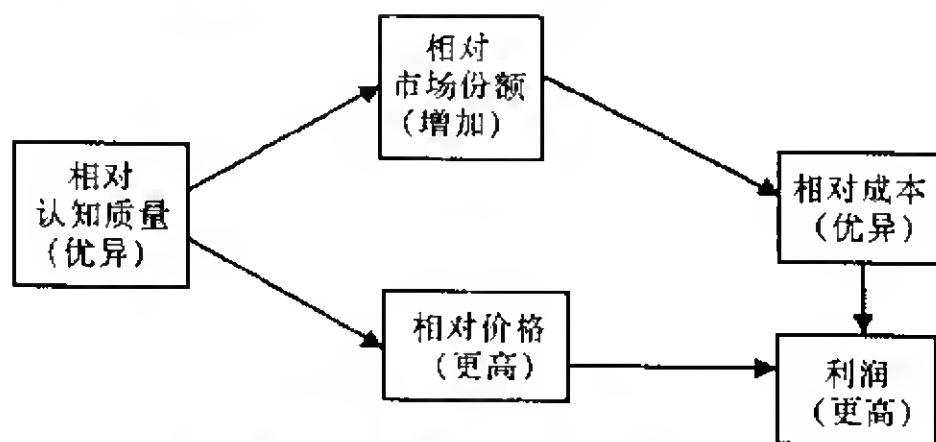 相对
市场份额
(增加)
相对
认知质量
(优异)
相对成本
(优异)
相对价格
(更高)
利润
(更高)